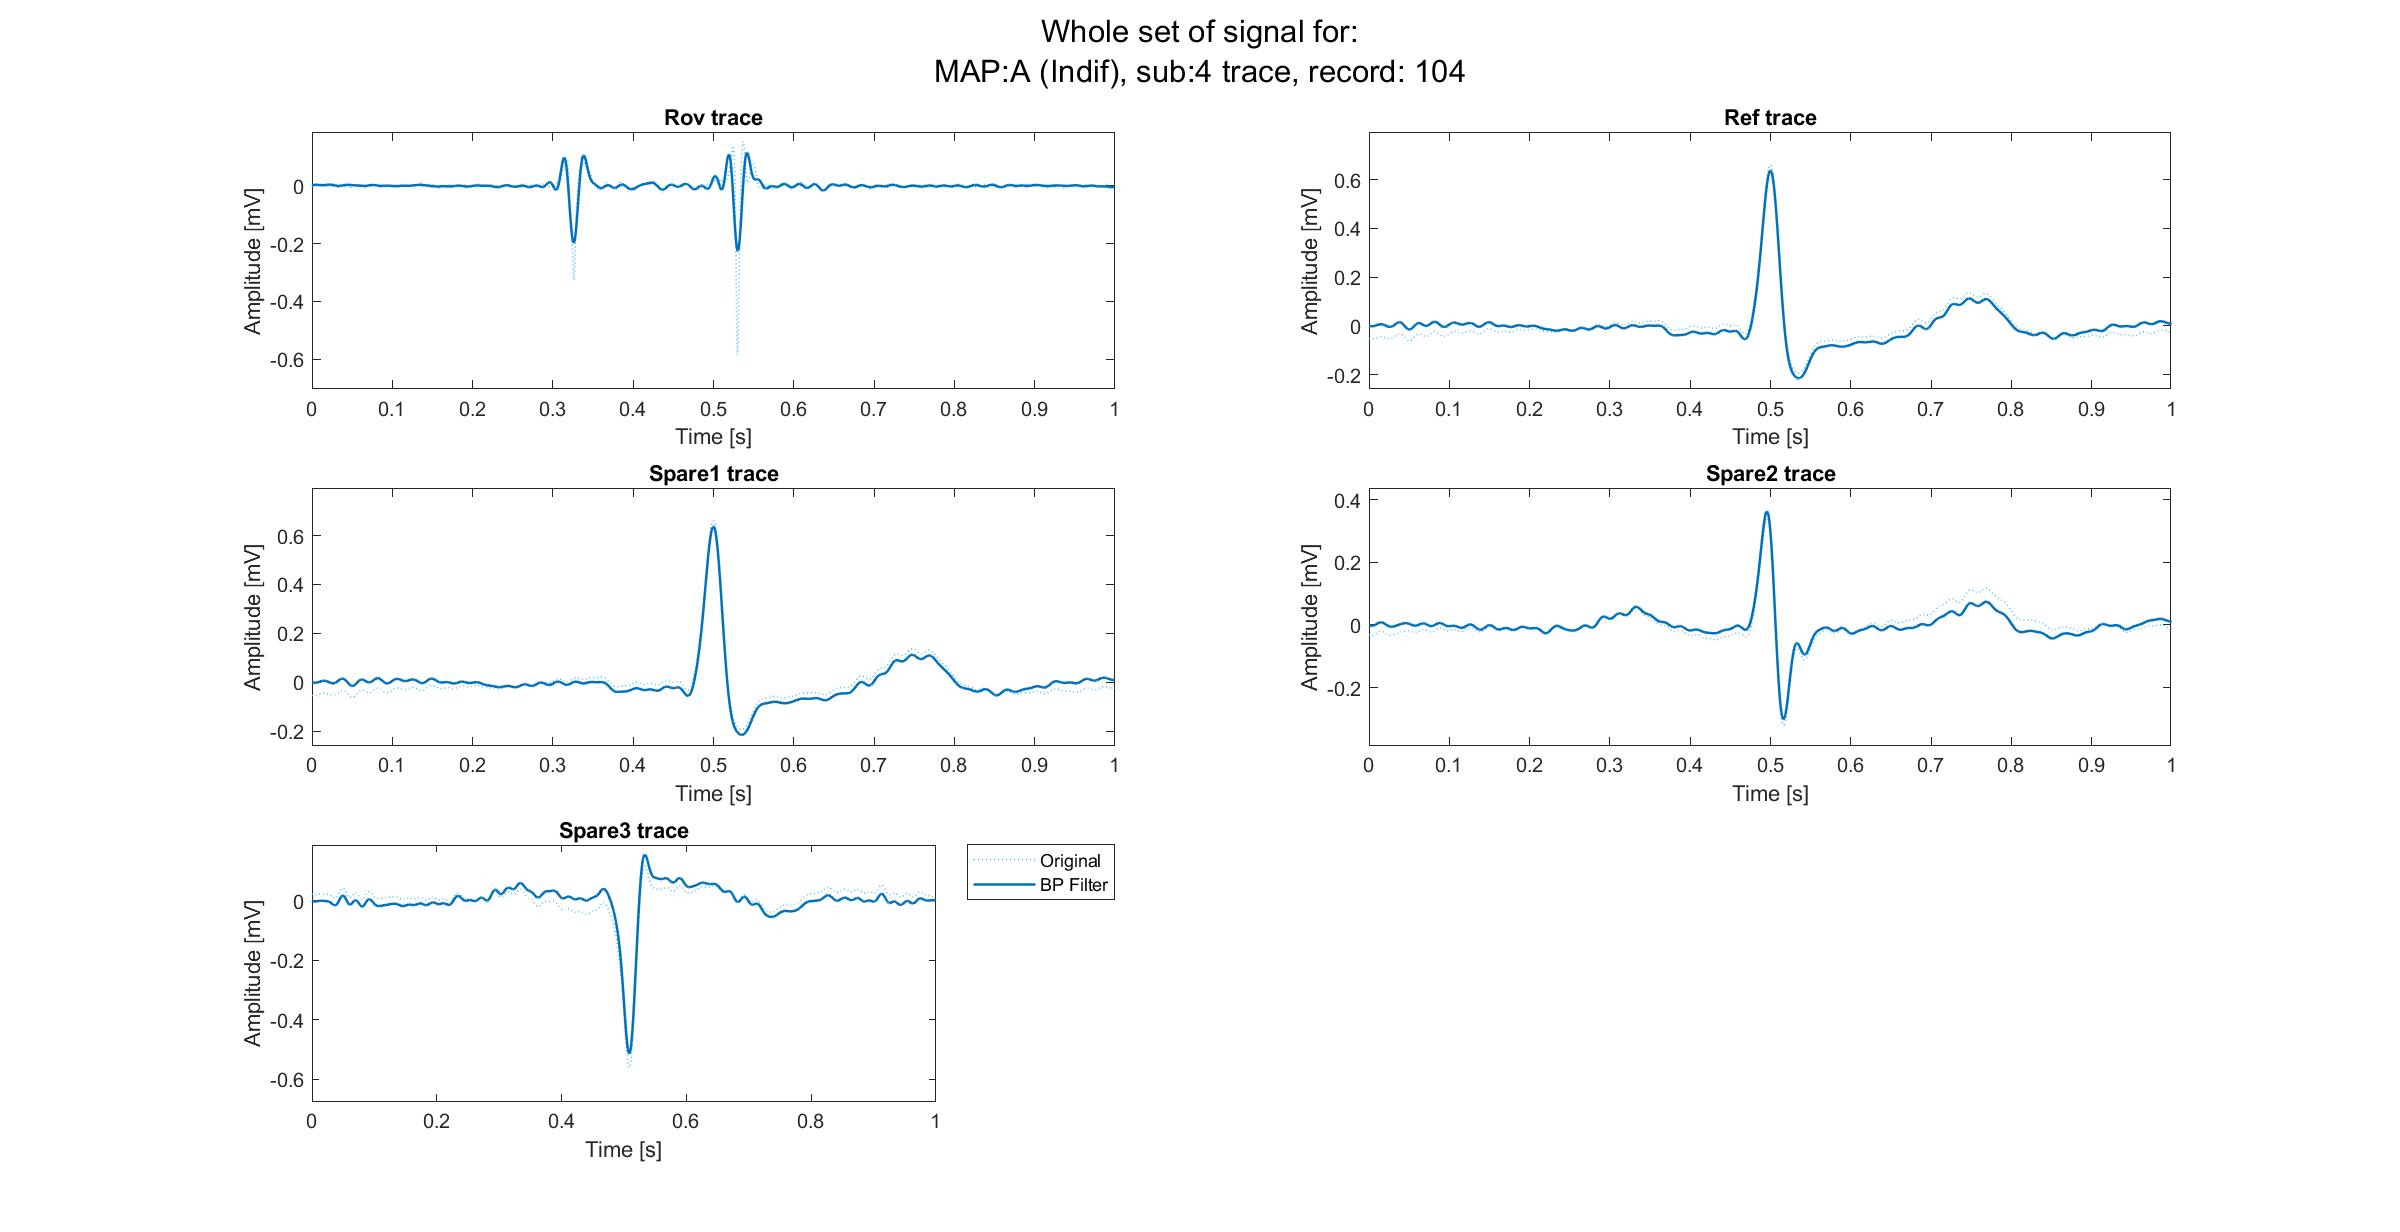 Whole set of signal for:
MAP:A (Indif), sub:4 trace, record: 104
Rov trace
Amplitude [mV]
0
-0.2
-0.4
-0.6
0 0.1 0.2 0.3 0.4 0.5 0.6 0.7 0.8 0.9 1
Time [s]
Ref trace
Amplitude [mV]
0.6
0.4
0.2
0
-0.2
0 0.1 0.2 0.3 0.4 0.5 0.6 0.7 0.8 0.9 1
Time [s]
Spare1 trace
Amplitude [mV]
0.6
0.4
0.2
0
-0.2
0 0.1 0.2 0.3 0.4 0.5 0.6 0.7 0.8 0.9 1
Time [s]
Spare2 trace
Amplitude [mV]
0.4
0.2
0
-0.2
0 0.1 0.2 0.3 0.4 0.5 0.6 0.7 0.8 0.9 1
Time [s]
Spare3 trace
Amplitude [mV]
0
-0.2
-0.4
-0.6
0 0.2 0.4 0.6 0.8 1
Time [s]
Original
BP Filter